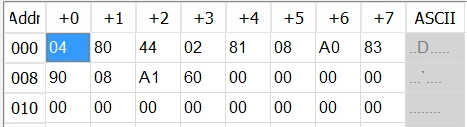 Addr +0 +1 +2 +3 +4 +5 +6 +7 ASCII
000 04 80 44 02 81 08 A0 83 ..D.....
008 90 08 A1 60 00 00 00 00 ...`....
010 00 00 00 00 00 00 00 00 ........